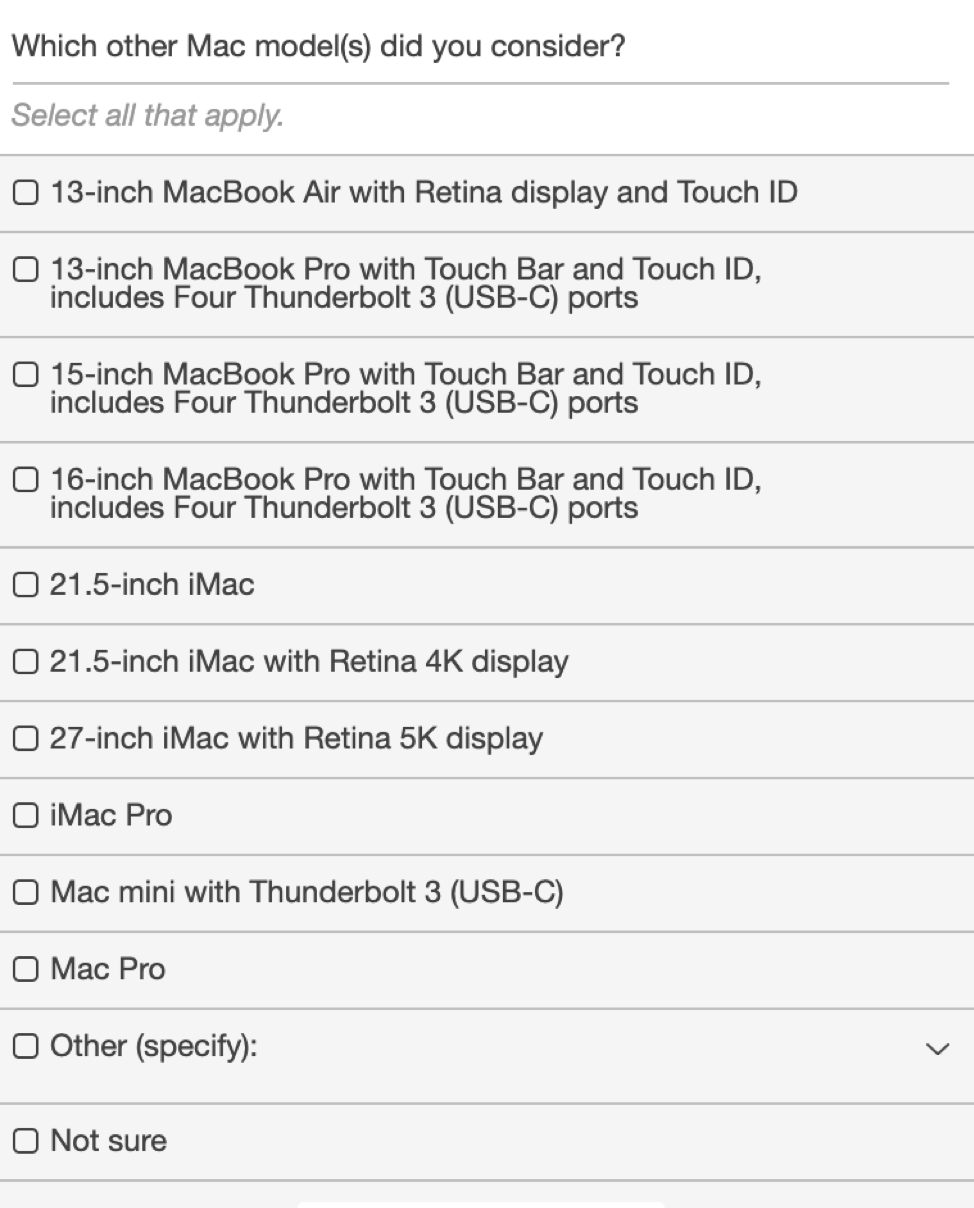 Which other Mac model(s) did you consider?
Select all that apply.
13-inch MacBook Air with Retina display and Touch ID
13-inch MacBook Pro with Touch Bar and Touch ID,
includes Four Thunderbolt 3 (USB-C) ports
15-inch MacBook Pro with Touch Bar and Touch ID,
includes Four Thunderbolt 3 (USB-C) ports
16-inch MacBook Pro with Touch Bar and Touch ID,
includes Four Thunderbolt 3 (USB-C) ports
21.5-inch iMac
21.5-inch iMac with Retina 4K display
27-inch iMac with Retina 5K display
iMac Pro
Mac mini with Thunderbolt 3 (USB-C)
Mac Pro
Other (specify):
Not sure